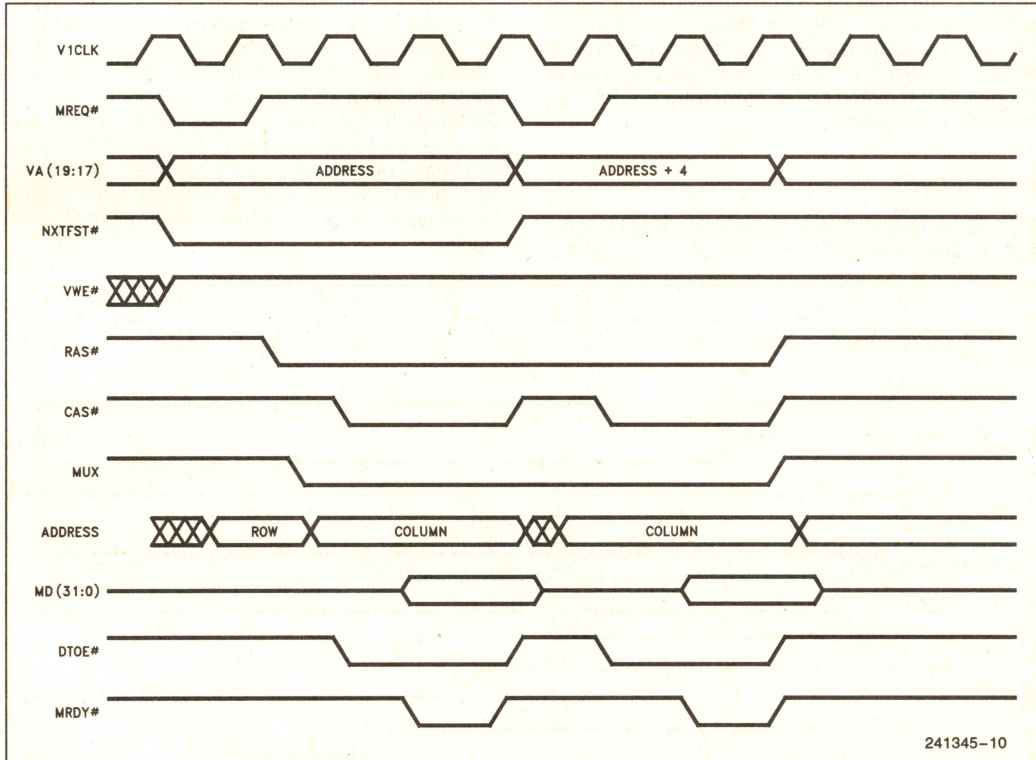 V1CLK
MREQ#
VA(19:17) ADDRESS ADDRESS + 4
NXTFST#
VWE#
RAS#
CAS#
MUX
ADDRESS ROW COLUMN COLUMN
MD(31:0)
DTOE#
MRDY#
241345-10